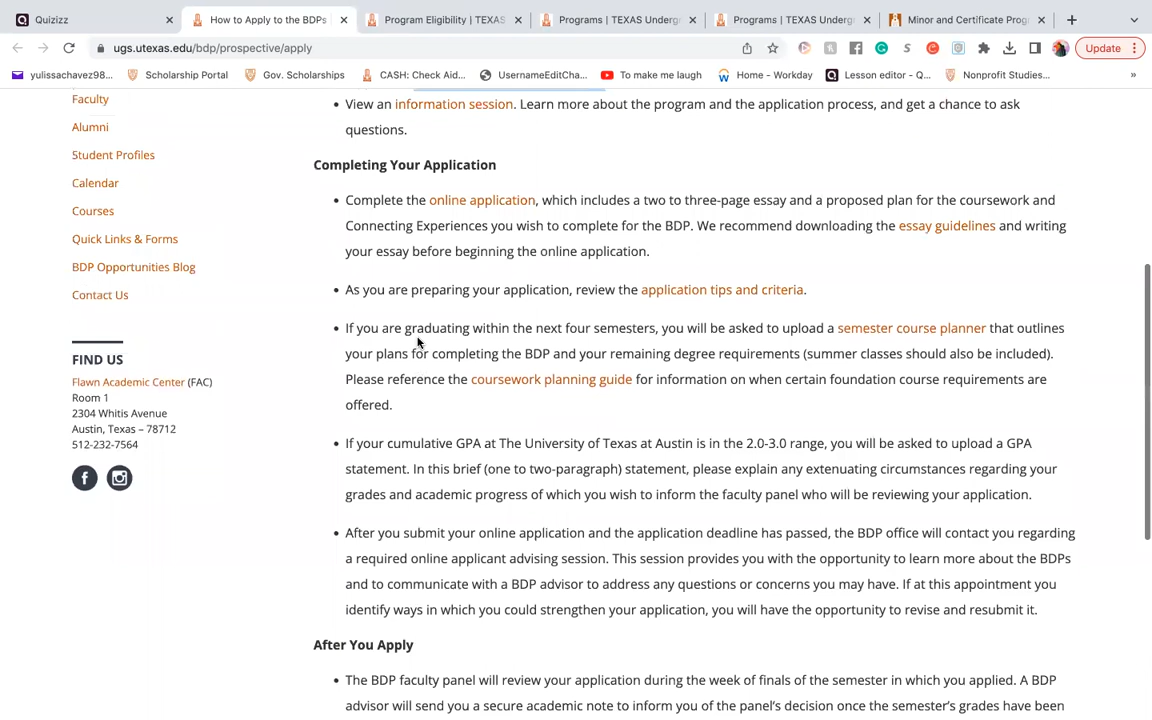 Quizizz
How to Apply to the BDPs
Program Eligibility | TEXAS
Programs | TEXAS Underg
Programs | TEXAS Underg
Minor and Certificate Prog
ugs.utexas.edu/bdp/prospective/apply
Update
yulissachavez98...
Scholarship Portal
Gov. Scholarships
CASH: Check Aid...
UsernameEditCha...
To make me laugh
Home - Workday
Lesson editor - Q...
Nonprofit Studies...
»
Faculty
Alumni
Student Profiles
Calendar
Courses
Quick Links & Forms
BDP Opportunities Blog
Contact Us
FIND US
Flawn Academic Center (FAC)
Room 1
2304 Whitis Avenue
Austin, Texas – 78712
512-232-7564
• View an information session. Learn more about the program and the application process, and get a chance to ask
questions.
Completing Your Application
• Complete the online application, which includes a two to three-page essay and a proposed plan for the coursework and
Connecting Experiences you wish to complete for the BDP. We recommend downloading the essay guidelines and writing
your essay before beginning the online application.
• As you are preparing your application, review the application tips and criteria.
• If you are graduating within the next four semesters, you will be asked to upload a semester course planner that outlines
your plans for completing the BDP and your remaining degree requirements (summer classes should also be included).
Please reference the coursework planning guide for information on when certain foundation course requirements are
offered.
• If your cumulative GPA at The University of Texas at Austin is in the 2.0-3.0 range, you will be asked to upload a GPA
statement. In this brief (one to two-paragraph) statement, please explain any extenuating circumstances regarding your
grades and academic progress of which you wish to inform the faculty panel who will be reviewing your application.
• After you submit your online application and the application deadline has passed, the BDP office will contact you regarding
a required online applicant advising session. This session provides you with the opportunity to learn more about the BDPs
and to communicate with a BDP advisor to address any questions or concerns you may have. If at this appointment you
identify ways in which you could strengthen your application, you will have the opportunity to revise and resubmit it.
After You Apply
• The BDP faculty panel will review your application during the week of finals of the semester in which you applied. A BDP
advisor will send you a secure academic note to inform you of the panel's decision once the semester's grades have been